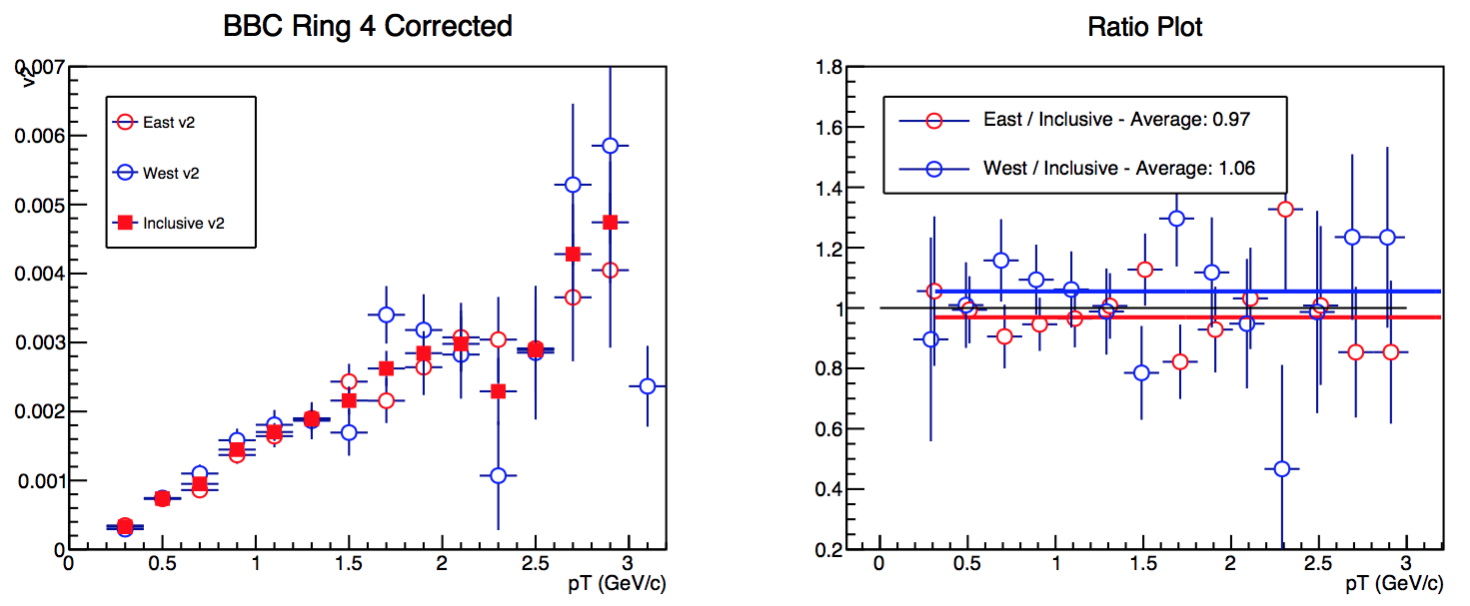 BBC Ring 4 Corrected
v2
0.007
0.006
0.005
0.004
0.003
0.002
0.001
0
East v2
West v2
Inclusive v2
0 0.5 1 1.5 2 2.5 3
pT (GeV/c)
Ratio Plot
1.8
1.6
1.4
1.2
1
0.8
0.6
0.4
0.2
East / Inclusive - Average: 0.97
West / Inclusive - Average: 1.06
0 0.5 1 1.5 2 2.5 3
pT (GeV/c)